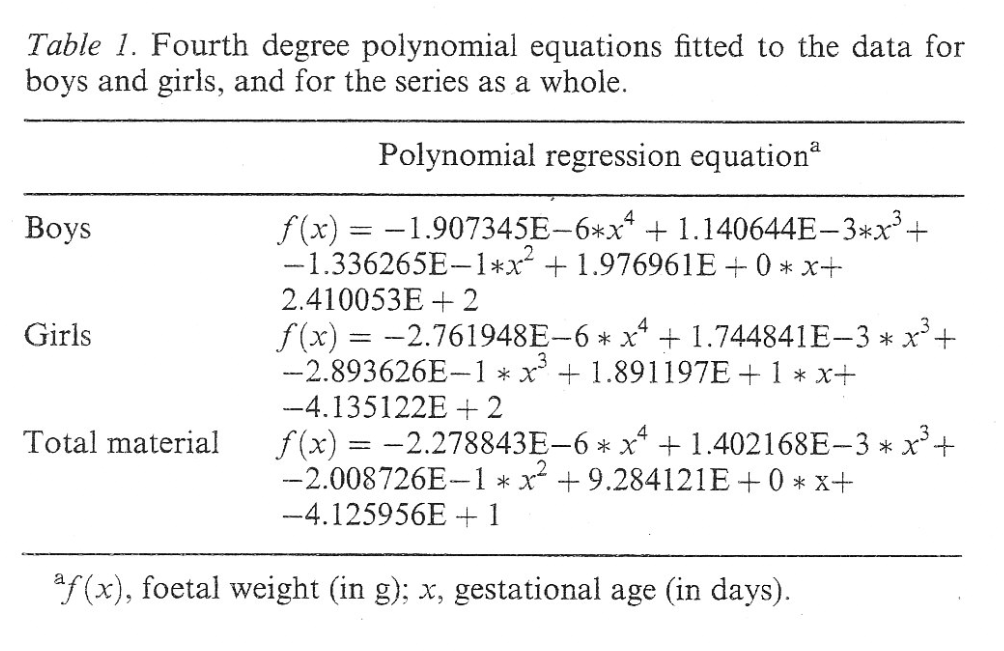 Table 1. Fourth degree polynomial equations fitted to the data for
boys and girls, and for the series as a whole.
Polynomial regression equationᵃ
Boys f(x) = −1.907345E−6*x⁴ + 1.140644E−3*x³+
−1.336265E−1*x² + 1.976961E + 0 * x+
2.410053E + 2
Girls f(x) = −2.761948E−6 * x⁴ + 1.744841E−3 * x³+
−2.893626E−1 * x³ + 1.891197E + 1 * x+
−4.135122E + 2
Total material f(x) = −2.278843E−6 * x⁴ + 1.402168E−3 * x³+
−2.008726E−1 * x² + 9.284121E + 0 * x+
−4.125956E + 1
ᵃf(x), foetal weight (in g); x, gestational age (in days).